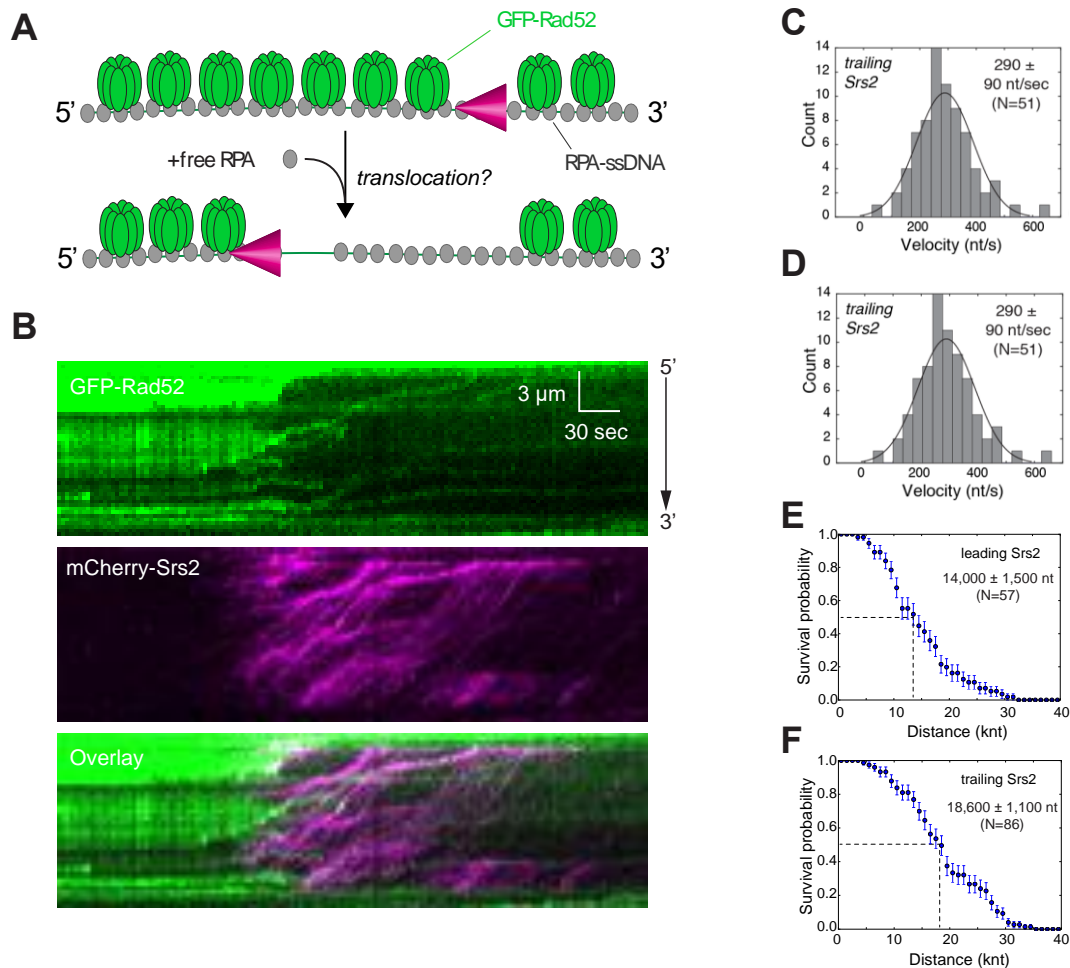 A
GFP-Rad52
5’
3’
+free RPA
translocation?
RPA-ssDNA
5’
3’
B
GFP-Rad52
3 µm
30 sec
5’
3’
mCherry-Srs2
Overlay
C
14
12
10
8
6
4
2
0
Count
trailing
Srs2
290 ±
90 nt/sec
(N=51)
0 200 400 600
Velocity (nt/s)
D
14
12
10
8
6
4
2
0
Count
trailing
Srs2
290 ±
90 nt/sec
(N=51)
0 200 400 600
Velocity (nt/s)
E
1.0
0.8
0.6
0.4
0.2
0.0
Survival probability
leading Srs2
14,000 ± 1,500 nt
(N=57)
0 10 20 30 40
Distance (knt)
F
1.0
0.8
0.6
0.4
0.2
0.0
Survival probability
trailing Srs2
18,600 ± 1,100 nt
(N=86)
0 10 20 30 40
Distance (knt)